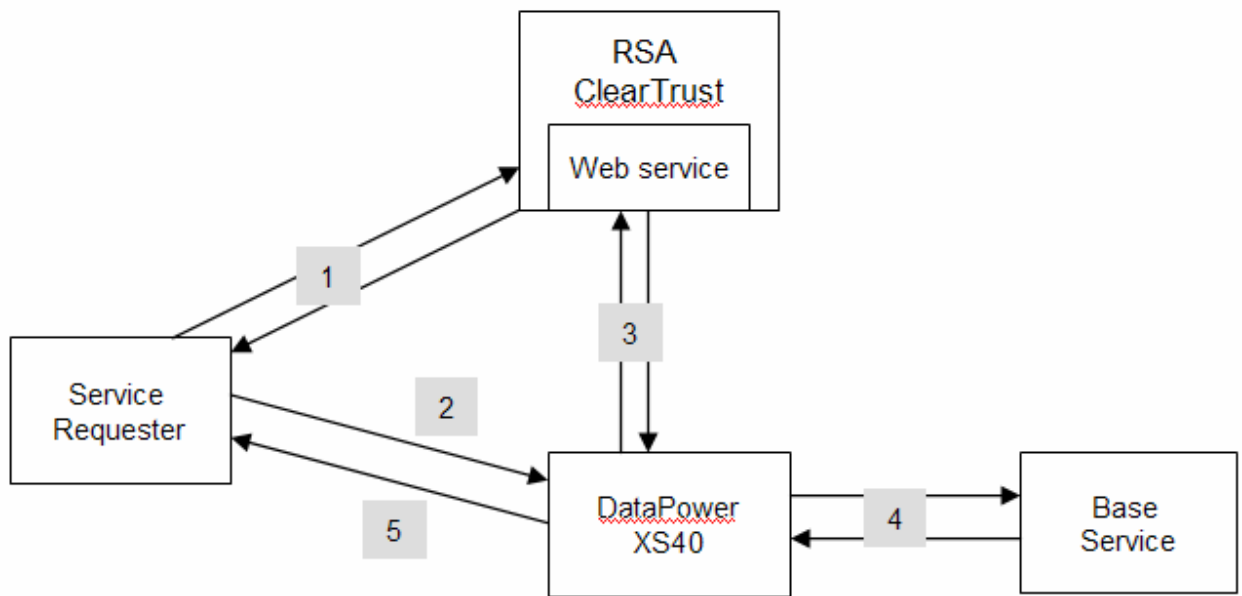 RSA
ClearTrust
Web service
1
3
Service
Requester
2
5
DataPower
XS40
4
Base
Service